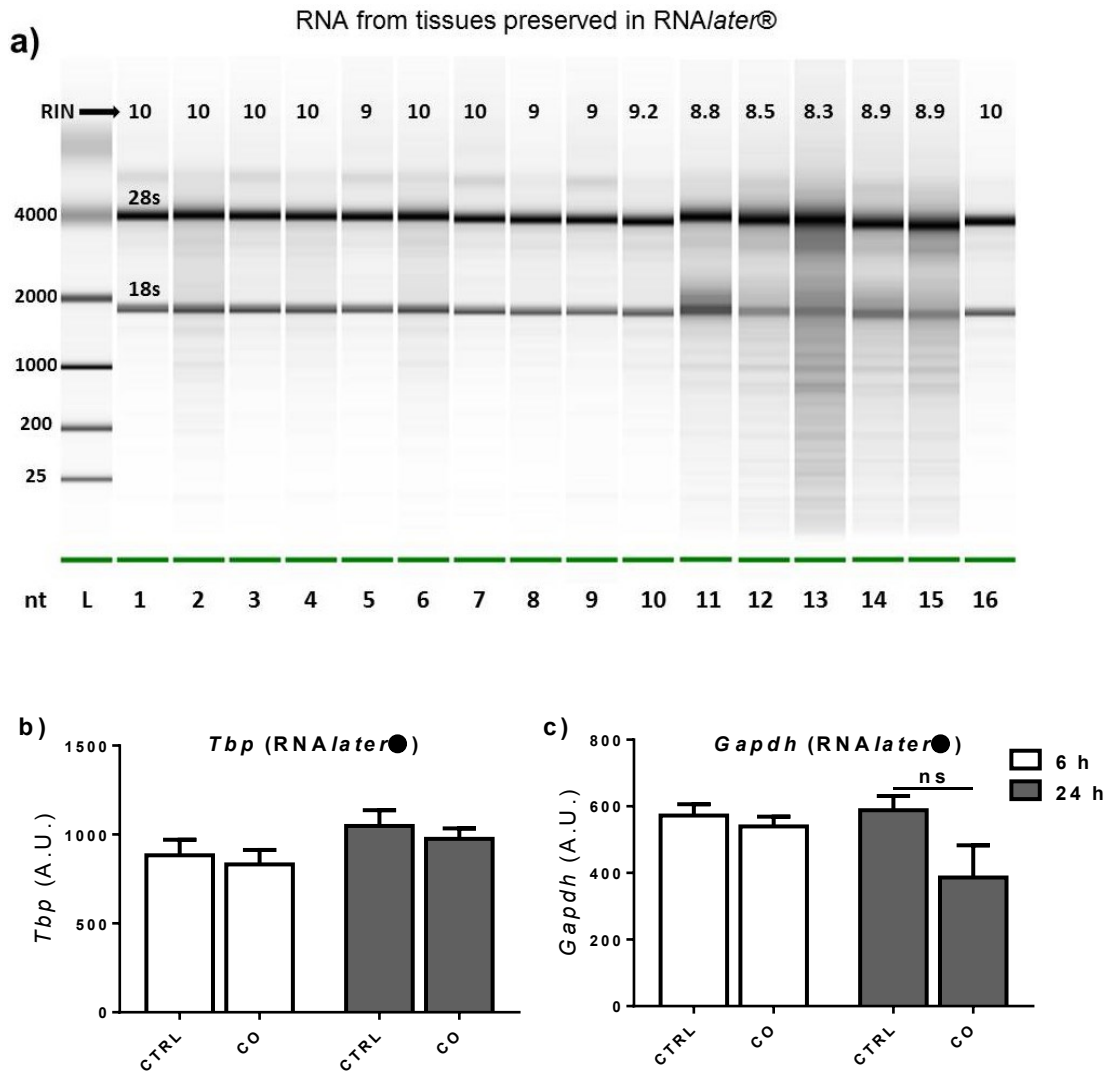 RNA from tissues preserved in RNAlater®
a)
RIN 10 10 10 10 9 10 10 9 9 9.2 8.8 8.5 8.3 8.9 8.9 10
28s
4000
18s
2000
1000
200
25
nt L 1 2 3 4 5 6 7 8 9 10 11 12 13 14 15 16
b)
Tbp (RNAlater●)
1500
1000
500
0
Tbp (A.U.)
CTRL CO CTRL CO
c)
Gapdh (RNAlater●)
800
600
400
200
0
Gapdh (A.U.)
ns
CTRL CO CTRL CO
6 h
24 h